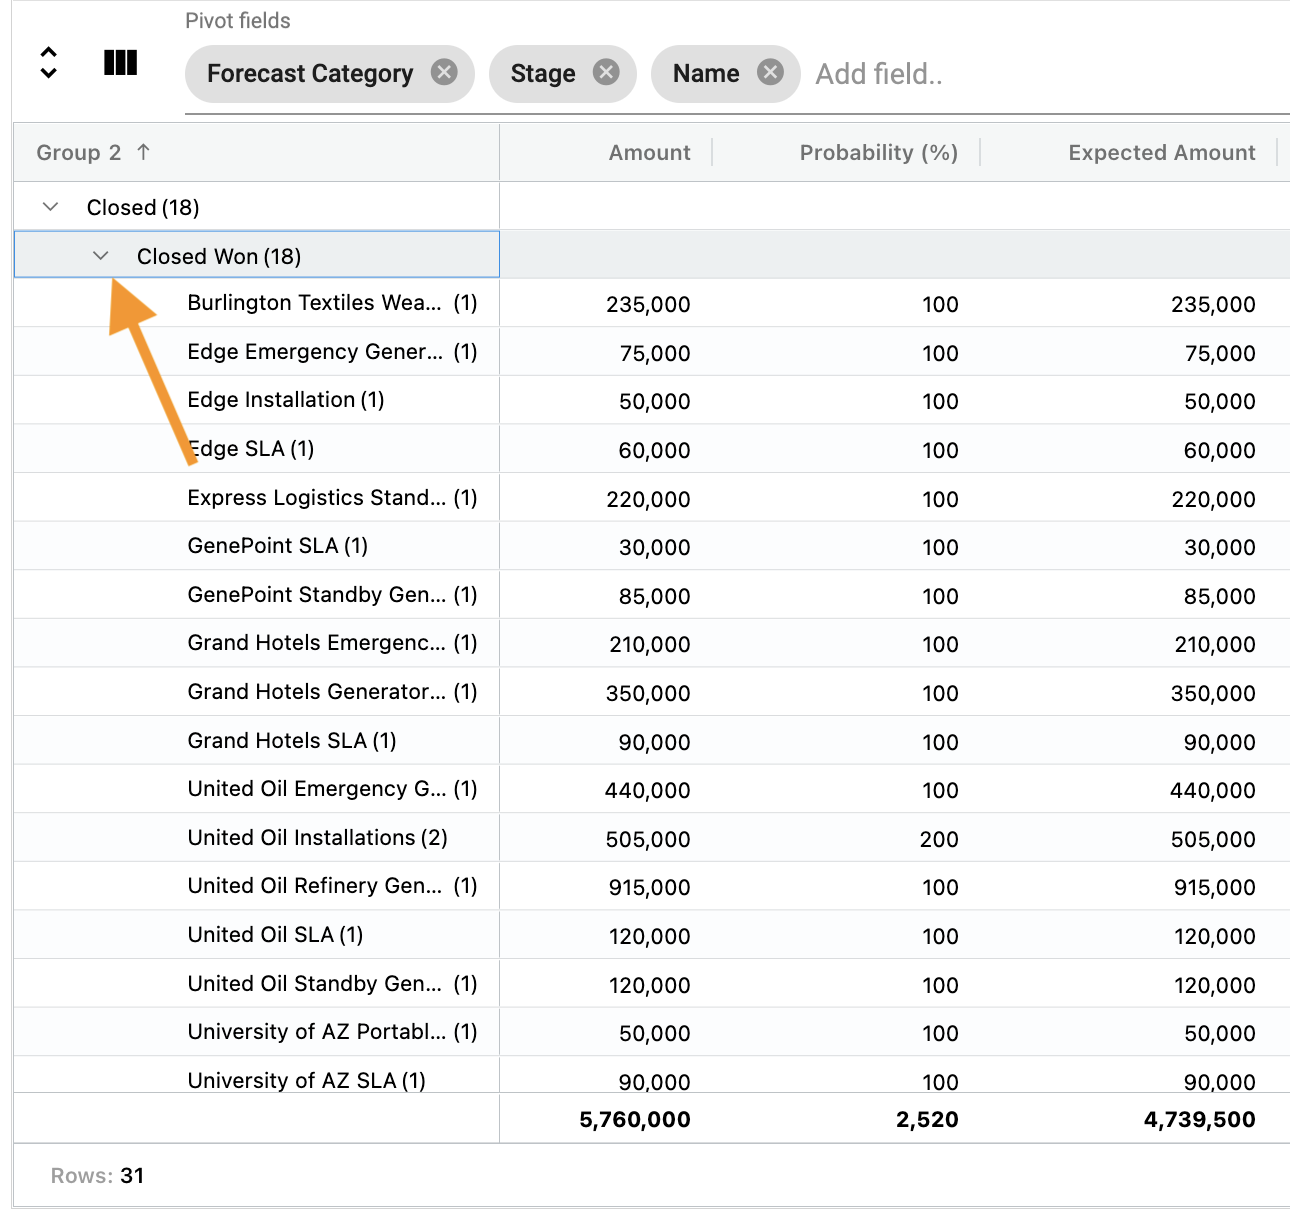 Pivot fields
Forecast Category Stage Name Add field..
Group 2 ↑ Amount Probability (%) Expected Amount
Closed (18)
Closed Won (18)
Burlington Textiles Wea... (1) 235,000 100 235,000
Edge Emergency Gener... (1) 75,000 100 75,000
Edge Installation (1) 50,000 100 50,000
Edge SLA (1) 60,000 100 60,000
Express Logistics Stand... (1) 220,000 100 220,000
GenePoint SLA (1) 30,000 100 30,000
GenePoint Standby Gen... (1) 85,000 100 85,000
Grand Hotels Emergenc... (1) 210,000 100 210,000
Grand Hotels Generator... (1) 350,000 100 350,000
Grand Hotels SLA (1) 90,000 100 90,000
United Oil Emergency G... (1) 440,000 100 440,000
United Oil Installations (2) 505,000 200 505,000
United Oil Refinery Gen... (1) 915,000 100 915,000
United Oil SLA (1) 120,000 100 120,000
United Oil Standby Gen... (1) 120,000 100 120,000
University of AZ Portabl... (1) 50,000 100 50,000
University of AZ SLA (1) 90,000 100 90,000
5,760,000 2,520 4,739,500
Rows: 31